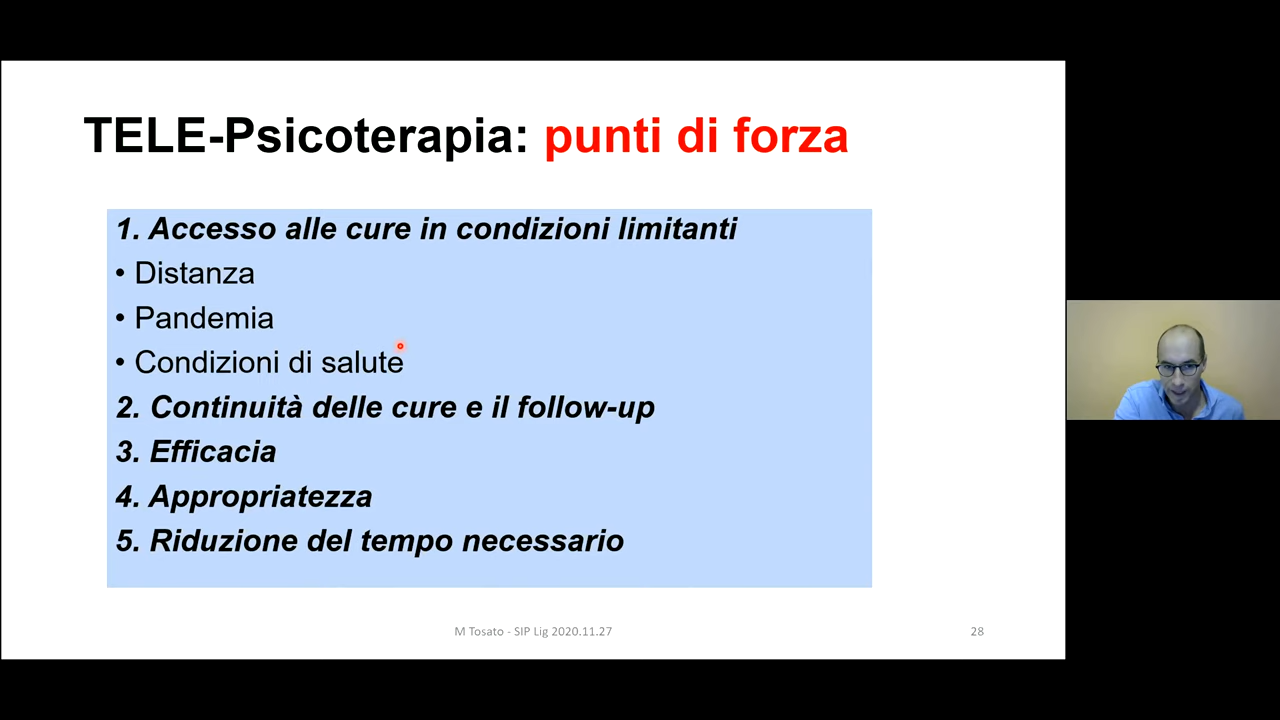 TELE-Psicoterapia: punti di forza
1. Accesso alle cure in condizioni limitanti
• Distanza
• Pandemia
• Condizioni di salute
2. Continuità delle cure e il follow-up
3. Efficacia
4. Appropriatezza
5. Riduzione del tempo necessario
M Tosato - SIP Lig 2020.11.27
28